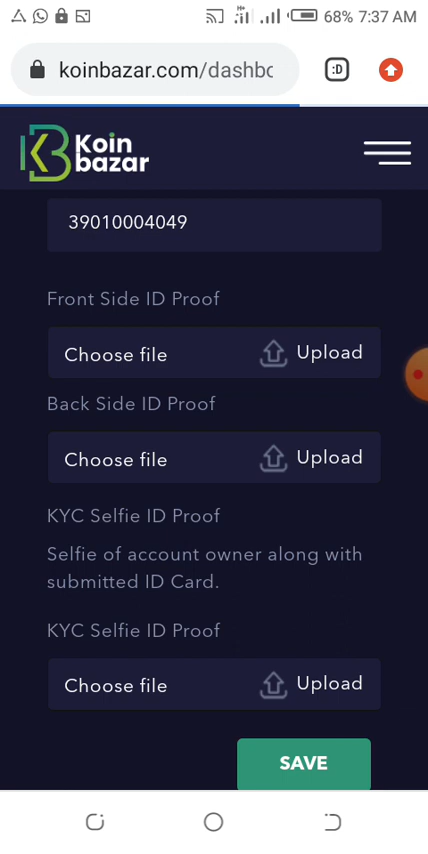 68% 7:37 AM
koinbazar.com/dashbo
:D
Koin
bazar
39010004049
Front Side ID Proof
Choose file Upload
Back Side ID Proof
Choose file Upload
KYC Selfie ID Proof
Selfie of account owner along with
submitted ID Card.
KYC Selfie ID Proof
Choose file Upload
SAVE